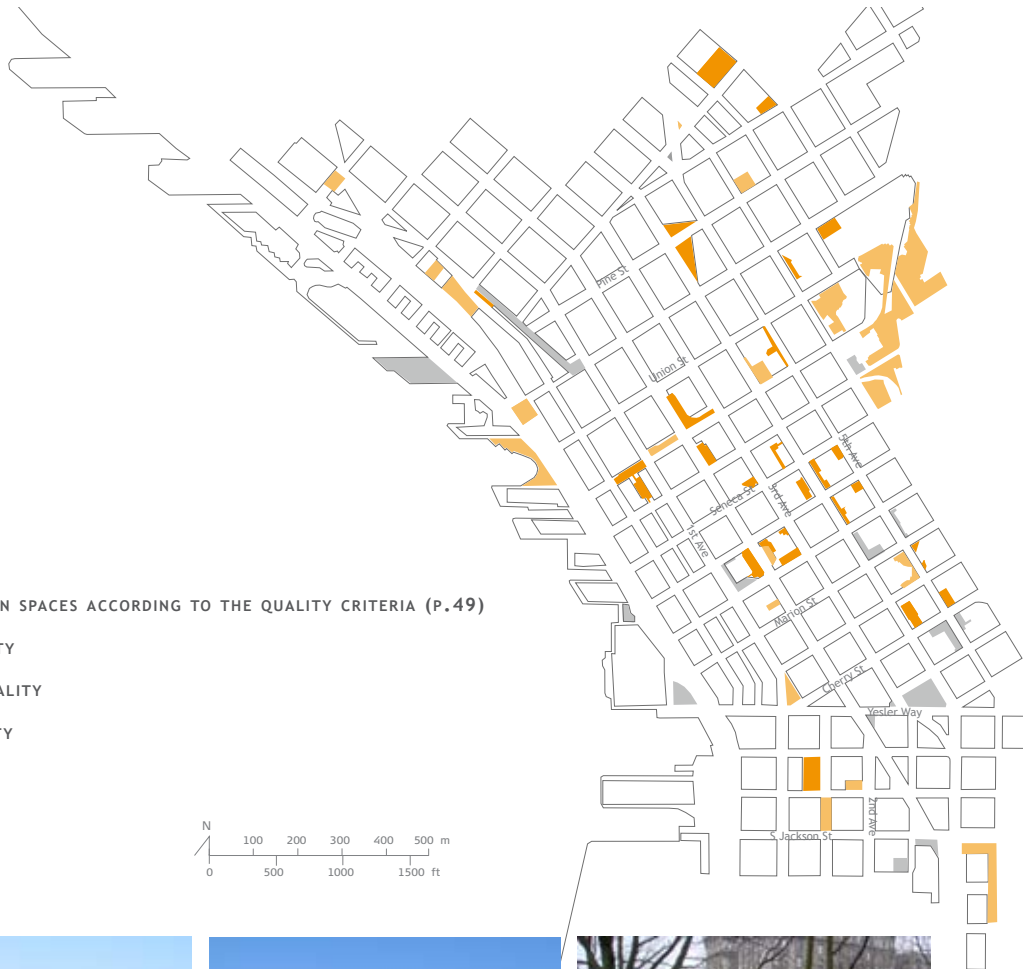 Pine St
Union St
5th Ave
Seneca St
3rd Ave
1st Ave
Marion St
Cherry St
Yesler Way
2nd Ave
S Jackson St
N SPACES ACCORDING TO THE QUALITY CRITERIA (P.49)
TY
ALITY
TY
N
100 200 300 400 500 m
0 500 1000 1500 ft